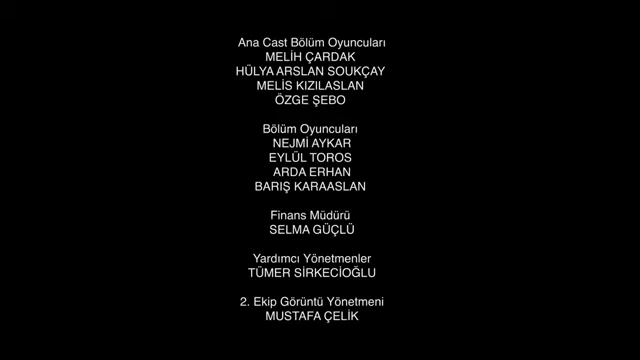 Ana Cast Bölüm Oyuncuları
MELİH ÇARDAK
HÜLYA ARSLAN SOUKÇAY
MELİS KIZILASLAN
ÖZGE ŞEBO
Bölüm Oyuncuları
NEJMİ AYKAR
EYLÜL TOROS
ARDA ERHAN
BARIŞ KARAASLAN
Finans Müdürü
SELMA GÜÇLÜ
Yardımcı Yönetmenler
TÜMER SİRKECİOĞLU
2. Ekip Görüntü Yönetmeni
MUSTAFA ÇELİK